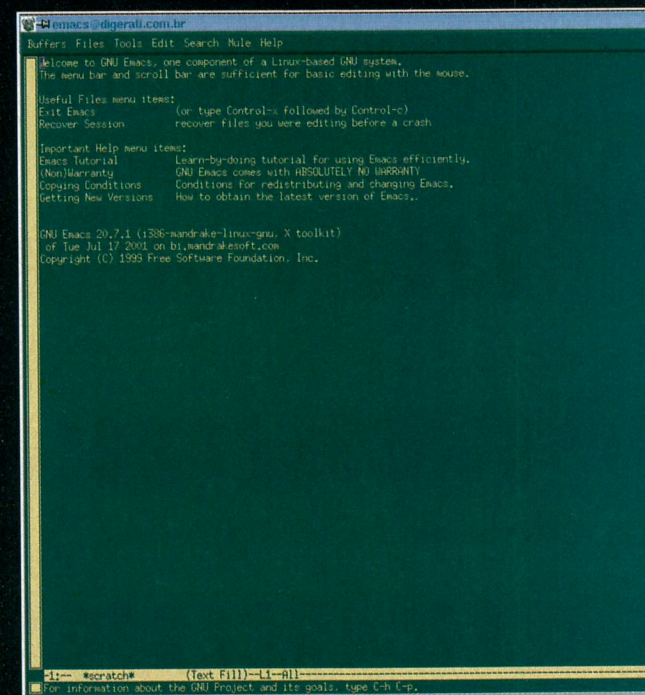 emacs@digerati.com.br
Buffers Files Tools Edit Search Mule Help
Welcome to GNU Emacs, one component of a Linux-based GNU system.
The menu bar and scroll bar are sufficient for basic editing with the mouse.
Useful Files menu items:
Exit Emacs (or type Control-x followed by Control-c)
Recover Session recover files you were editing before a crash
Important Help menu items:
Emacs Tutorial Learn-by-doing tutorial for using Emacs efficiently.
(Non)Warranty GNU Emacs comes with ABSOLUTELY NO WARRANTY
Copying Conditions Conditions for redistributing and changing Emacs.
Getting New Versions How to obtain the latest version of Emacs.
GNU Emacs 20.7.1 (i386-mandrake-linux-gnu, X toolkit)
of Tue Jul 17 2001 on bi.mandrakesoft.com
Copyright (C) 1999 Free Software Foundation, Inc.
-1:-- *scratch* (Text Fill)--L1--All--------
For information about the GNU Project and its goals, type C-h C-p.